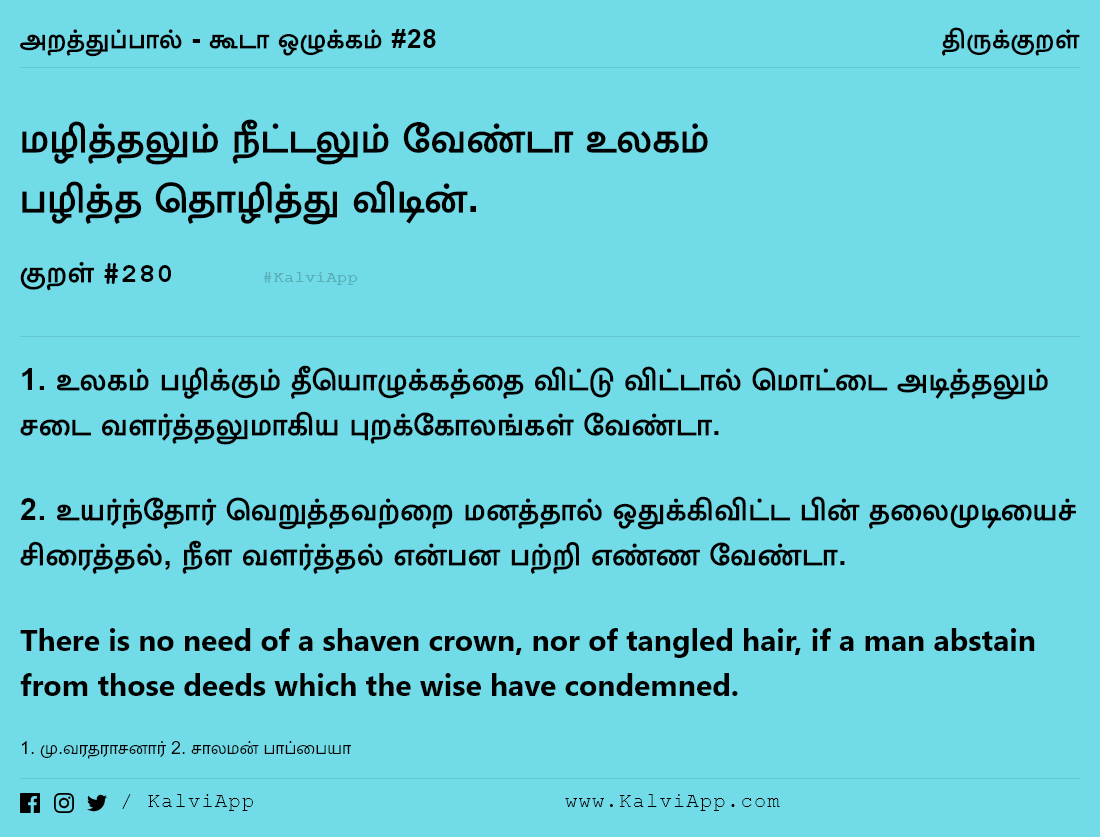 அறத்துப்பால் - கூடா ஒழுக்கம் #28
திருக்குறள்
மழித்தலும் நீட்டலும் வேண்டா உலகம்
பழித்த தொழித்து விடின்.
குறள் #280
#KalviApp
1. உலகம் பழிக்கும் தீயொழுக்கத்தை விட்டு விட்டால் மொட்டை அடித்தலும்
சடை வளர்த்தலுமாகிய புறக்கோலங்கள் வேண்டா.
2. உயர்ந்தோர் வெறுத்தவற்றை மனத்தால் ஒதுக்கிவிட்ட பின் தலைமுடியைச்
சிரைத்தல், நீள வளர்த்தல் என்பன பற்றி எண்ண வேண்டா.
There is no need of a shaven crown, nor of tangled hair, if a man abstain
from those deeds which the wise have condemned.
1. மு.வரதராசனார் 2. சாலமன் பாப்பையா
/ KalviApp
www.KalviApp.com